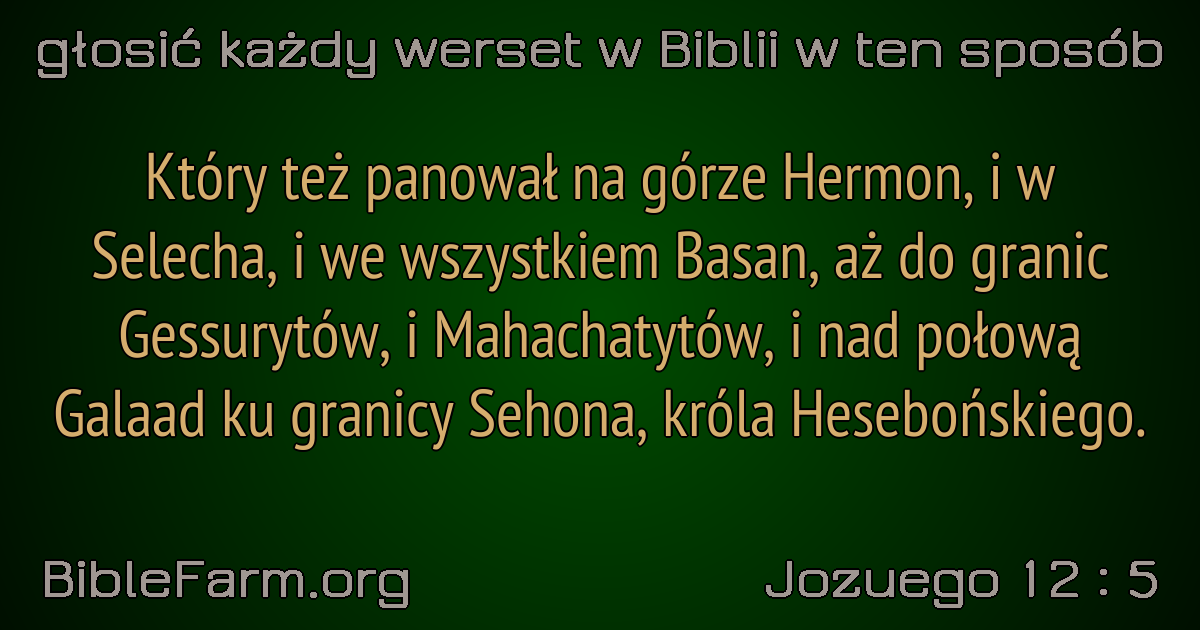 głosić każdy werset w Biblii w ten sposób
Który też panował na górze Hermon, i w
Selecha, i we wszystkiem Basan, aż do granic
Gessurytów, i Mahachatytów, i nad połową
Galaad ku granicy Sehona, króla Hesebońskiego.
BibleFarm.org
Jozuego 12 : 5